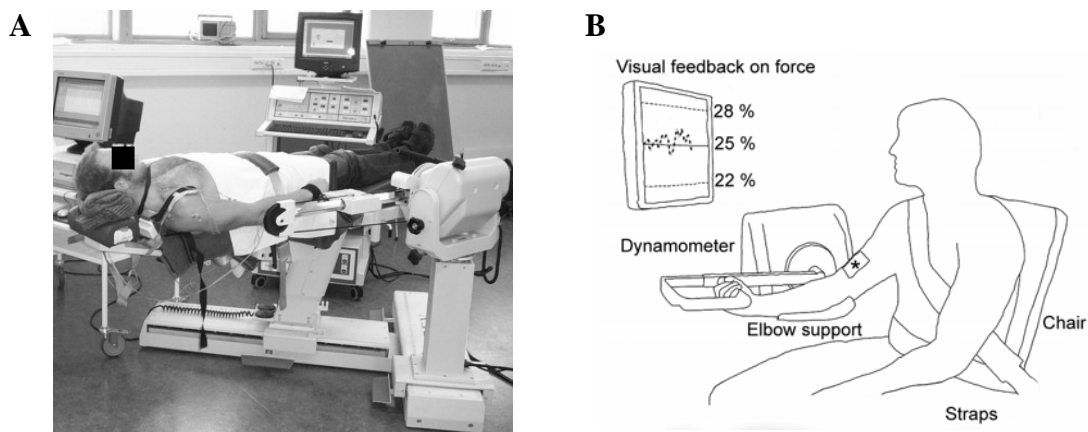 A
B
Visual feedback on force
28 %
25 %
22 %
Dynamometer
*
Elbow support
Chair
Straps